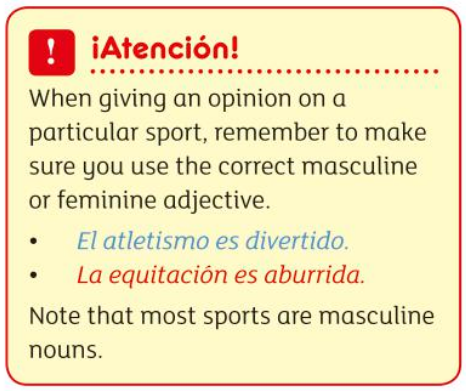 ! ¡Atención!
When giving an opinion on a
particular sport, remember to make
sure you use the correct masculine
or feminine adjective.
• El atletismo es divertido.
• La equitación es aburrida.
Note that most sports are masculine
nouns.